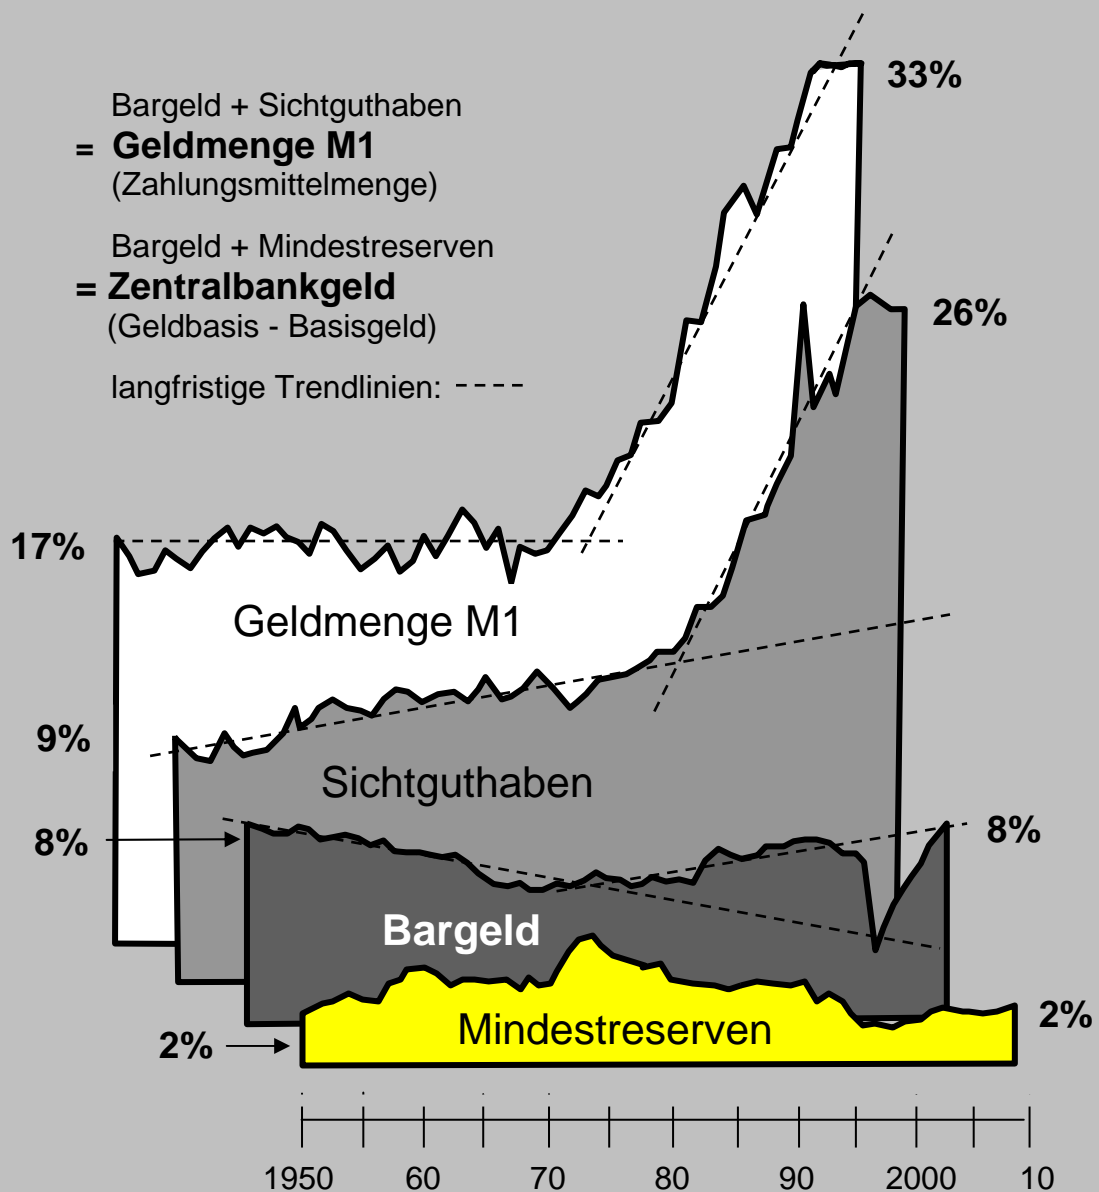 Bargeld + Sichtguthaben
= Geldmenge M1
(Zahlungsmittelmenge)
Bargeld + Mindestreserven
= Zentralbankgeld
(Geldbasis - Basisgeld)
langfristige Trendlinien: ----
33%
26%
17%
Geldmenge M1
9%
Sichtguthaben
8%
8%
Bargeld
2%
Mindestreserven
2%
1950 60 70 80 90 2000 10